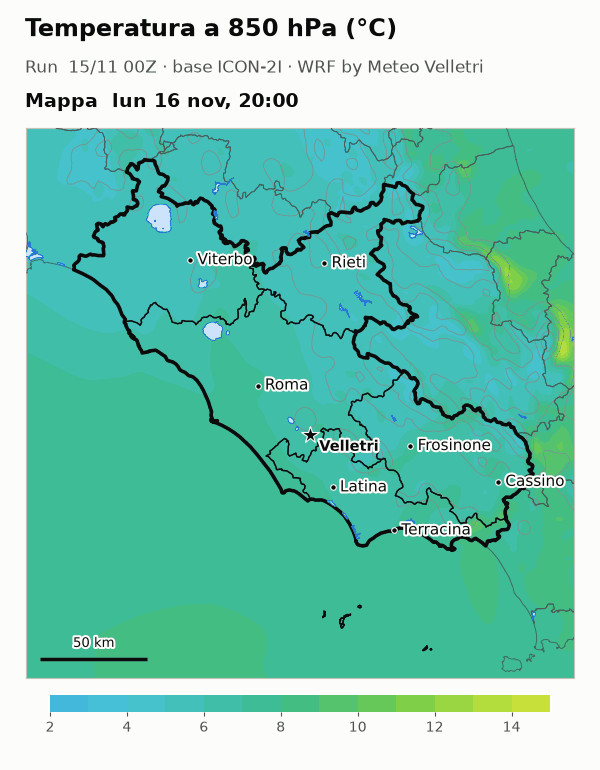 Temperatura a 850 hPa (°C)
Run  15/11 00Z · base ICON-2I · WRF by Meteo Velletri
Mappa  lun 16 nov, 20:00
Viterbo
Rieti
Roma
Velletri
Frosinone
Cassino
Latina
Terracina
50 km
2 4 6 8 10 12 14